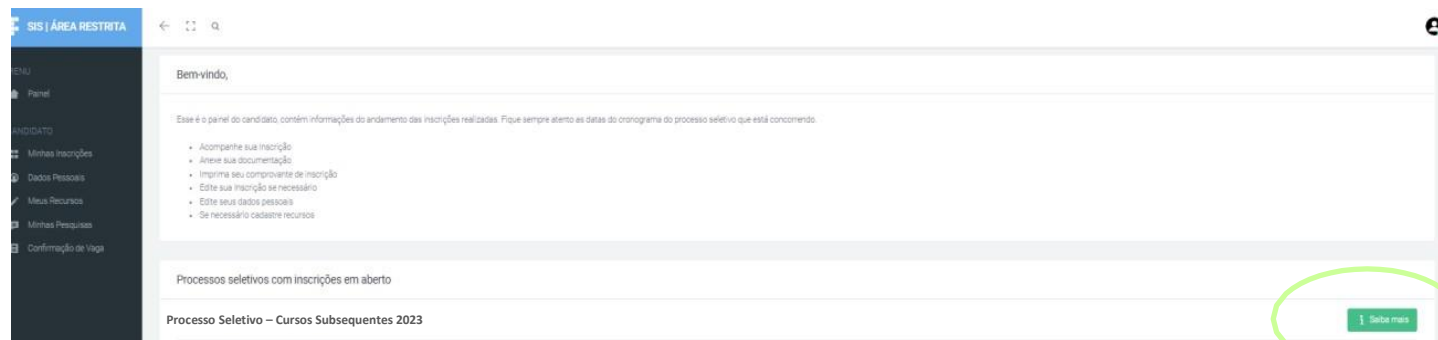 SIS | ÁREA RESTRITA
MENU
Painel
CANDIDATO
Minhas Inscrições
Dados Pessoais
Meus Recursos
Minhas Pesquisas
Confirmação de Vaga
Bem-vindo,
Esse é o painel do candidato, contém informações do andamento das inscrições realizadas. Fique sempre atento as datas do cronograma do processo seletivo que está concorrendo.
Acompanhe sua inscrição
Anexe sua documentação
Imprima seu comprovante de inscrição
Edite sua inscrição se necessário
Edite seus dados pessoais
Se necessário cadastre recursos
Processos seletivos com inscrições em aberto
Processo Seletivo – Cursos Subsequentes 2023
Saiba mais